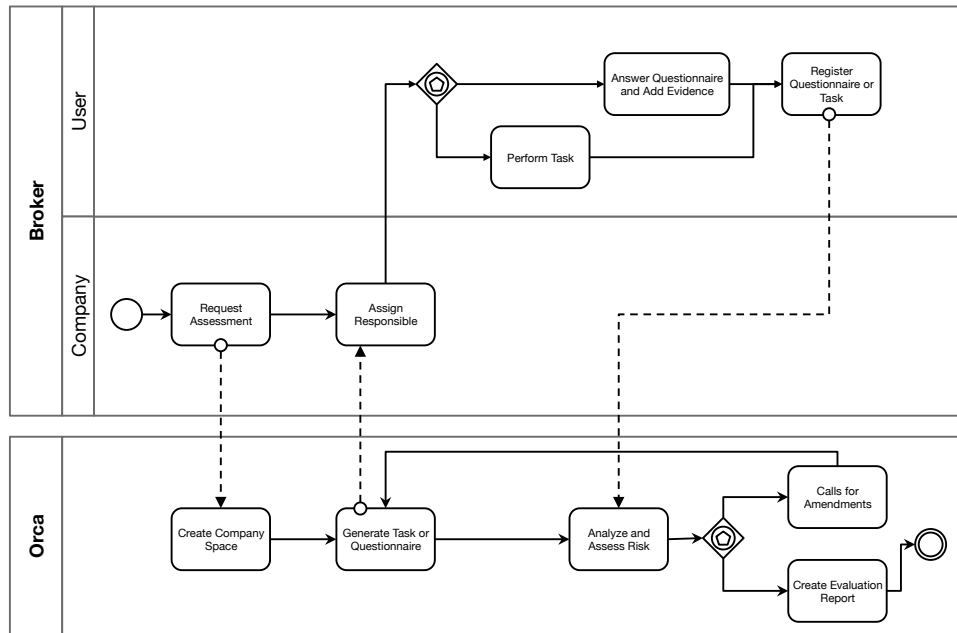 Broker
User
Answer Questionnaire
and Add Evidence
Register
Questionnaire or
Task
Perform Task
Company
Request
Assessment
Assign
Responsible
Orca
Create Company
Space
Generate Task or
Questionnaire
Analyze and
Assess Risk
Calls for
Amendments
Create Evaluation
Report